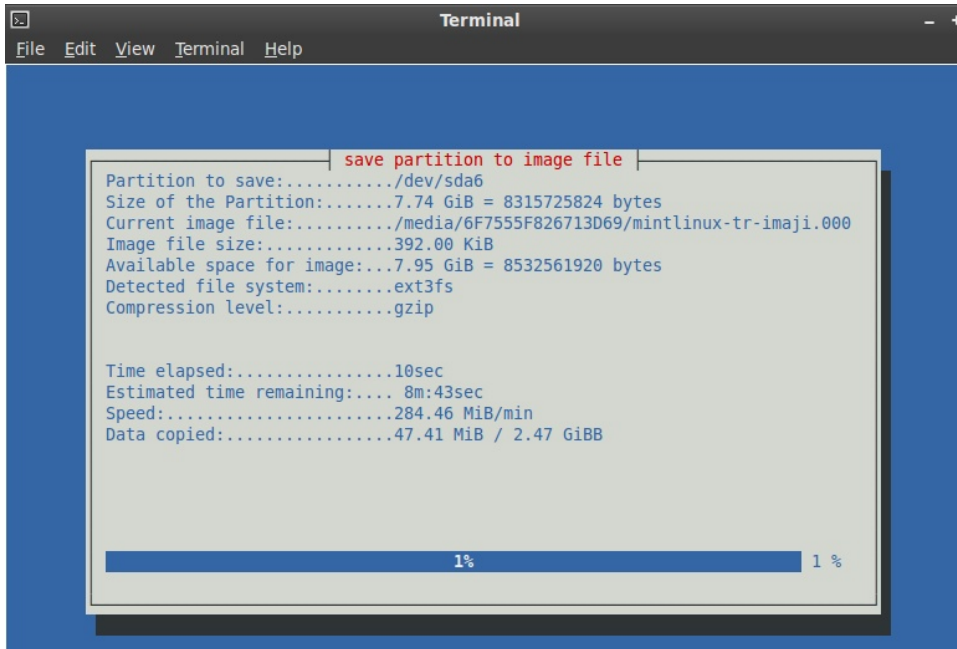 Terminal
File Edit View Terminal Help
save partition to image file
Partition to save:.........../dev/sda6
Size of the Partition:.......7.74 GiB = 8315725824 bytes
Current image file:........../media/6F7555F826713D69/mintlinux-tr-imaji.000
Image file size:.............392.00 KiB
Available space for image:...7.95 GiB = 8532561920 bytes
Detected file system:........ext3fs
Compression level:...........gzip
Time elapsed:................10sec
Estimated time remaining:.... 8m:43sec
Speed:.......................284.46 MiB/min
Data copied:.................47.41 MiB / 2.47 GiBB
1% 1 %